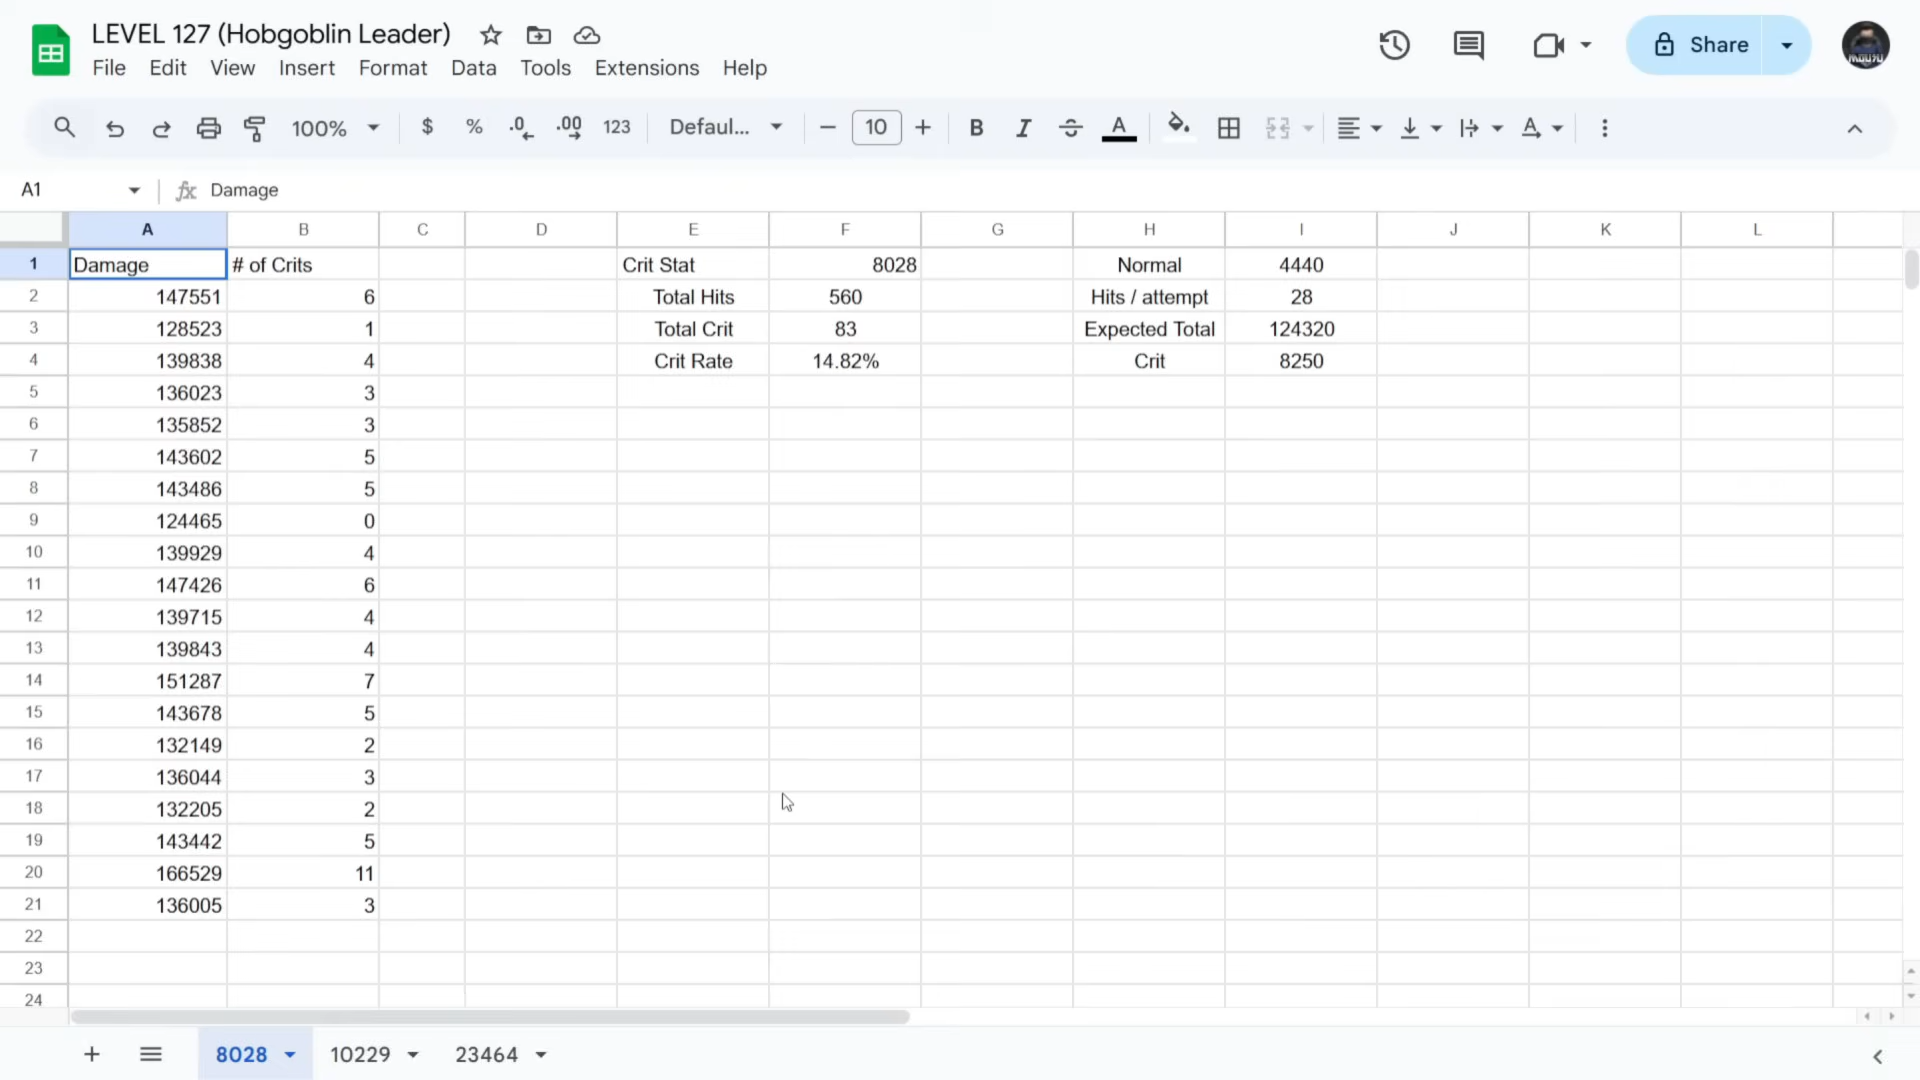 LEVEL 127 (Hobgoblin Leader)
File Edit View Insert Format Data Tools Extensions Help
Share
100% $ % .0 .00 123 Defaul... 10 B I A
A1 fx Damage
A B C D E F G H I J K L
1 Damage # of Crits Crit Stat 8028 Normal 4440
2 147551 6 Total Hits 560 Hits / attempt 28
3 128523 1 Total Crit 83 Expected Total 124320
4 139838 4 Crit Rate 14.82% Crit 8250
5 136023 3
6 135852 3
7 143602 5
8 143486 5
9 124465 0
10 139929 4
11 147426 6
12 139715 4
13 139843 4
14 151287 7
15 143678 5
16 132149 2
17 136044 3
18 132205 2
19 143442 5
20 166529 11
21 136005 3
22
23
24
8028 10229 23464